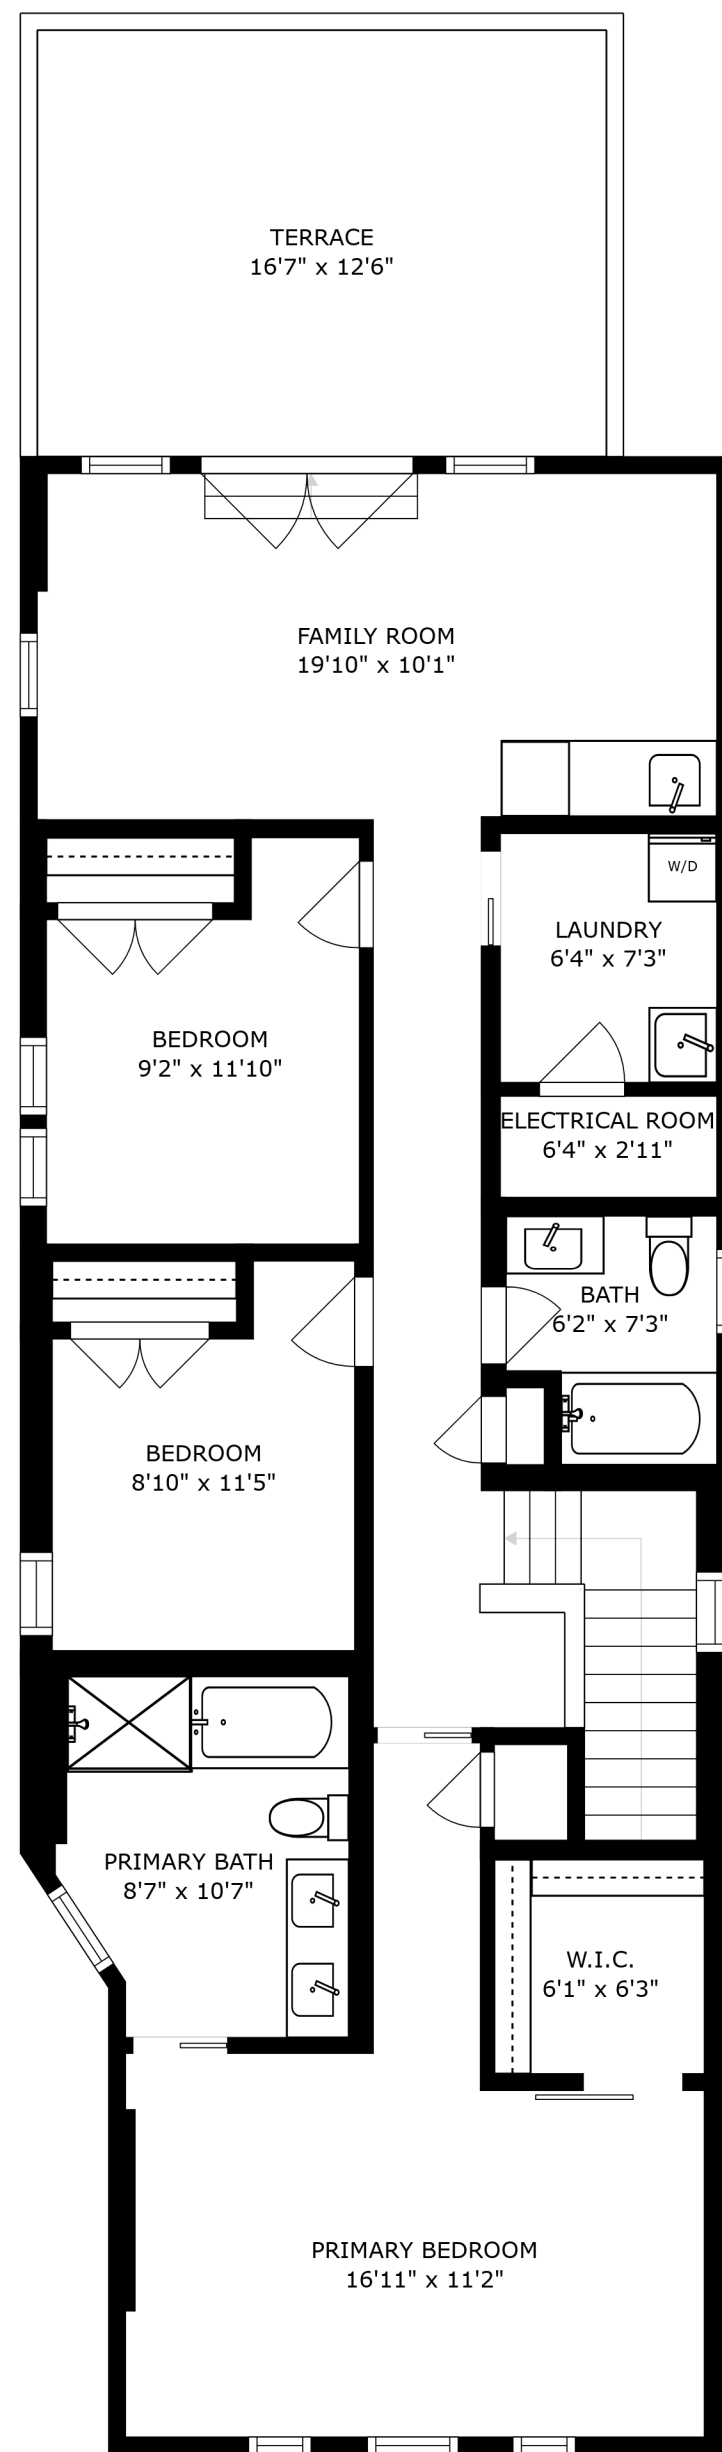 TERRACE
16'7" x 12'6"
FAMILY ROOM
19'10" x 10'1"
W/D
LAUNDRY
6'4" x 7'3"
BEDROOM
9'2" x 11'10"
ELECTRICAL ROOM
6'4" x 2'11"
BATH
6'2" x 7'3"
BEDROOM
8'10" x 11'5"
PRIMARY BATH
8'7" x 10'7"
W.I.C.
6'1" x 6'3"
PRIMARY BEDROOM
16'11" x 11'2"